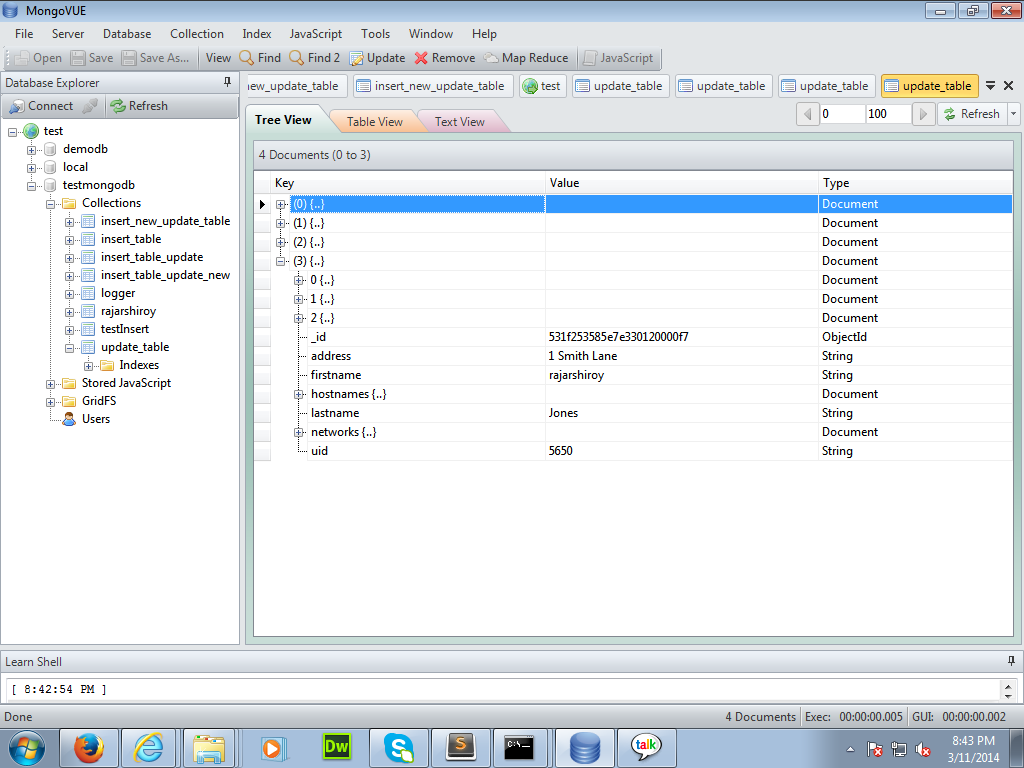 MongoVUE
File Server Database Collection Index JavaScript Tools Window Help
Open Save Save As... View Find Find 2 Update Remove Map Reduce JavaScript
Database Explorer
Connect Refresh
test
demodb
local
testmongodb
Collections
insert_new_update_table
insert_table
insert_table_update
insert_table_update_new
logger
rajarshiroy
testInsert
update_table
Indexes
Stored JavaScript
GridFS
Users
ew_update_table insert_new_update_table test update_table update_table update_table update_table
Tree View Table View Text View 0 100 Refresh
4 Documents (0 to 3)
Key Value Type
(0) {..} Document
(1) {..} Document
(2) {..} Document
(3) {..} Document
0 {..} Document
1 {..} Document
2 {..} Document
_id 531f253585e7e330120000f7 ObjectId
address 1 Smith Lane String
firstname rajarshiroy String
hostnames {..} Document
lastname Jones String
networks {..} Document
uid 5650 String
Learn Shell
[ 8:42:54 PM ]
Done 4 Documents Exec: 00:00:00.005 GUI: 00:00:00.002
Dw S C:\. talk
8:43 PM
3/11/2014